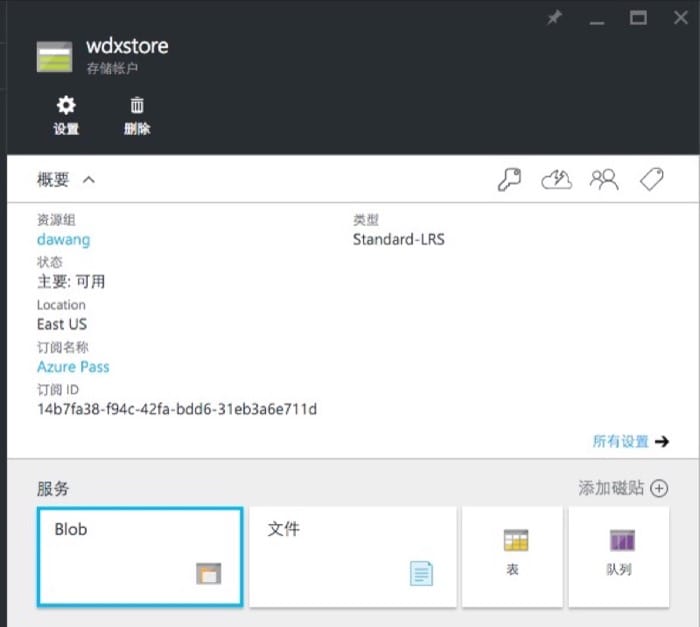 wdxstore
存储帐户
设置 删除
概要
资源组 类型
dawang Standard-LRS
状态
主要: 可用
Location
East US
订阅名称
Azure Pass
订阅 ID
14b7fa38-f94c-42fa-bdd6-31eb3a6e711d
所有设置
服务 添加磁贴
Blob 文件
表 队列